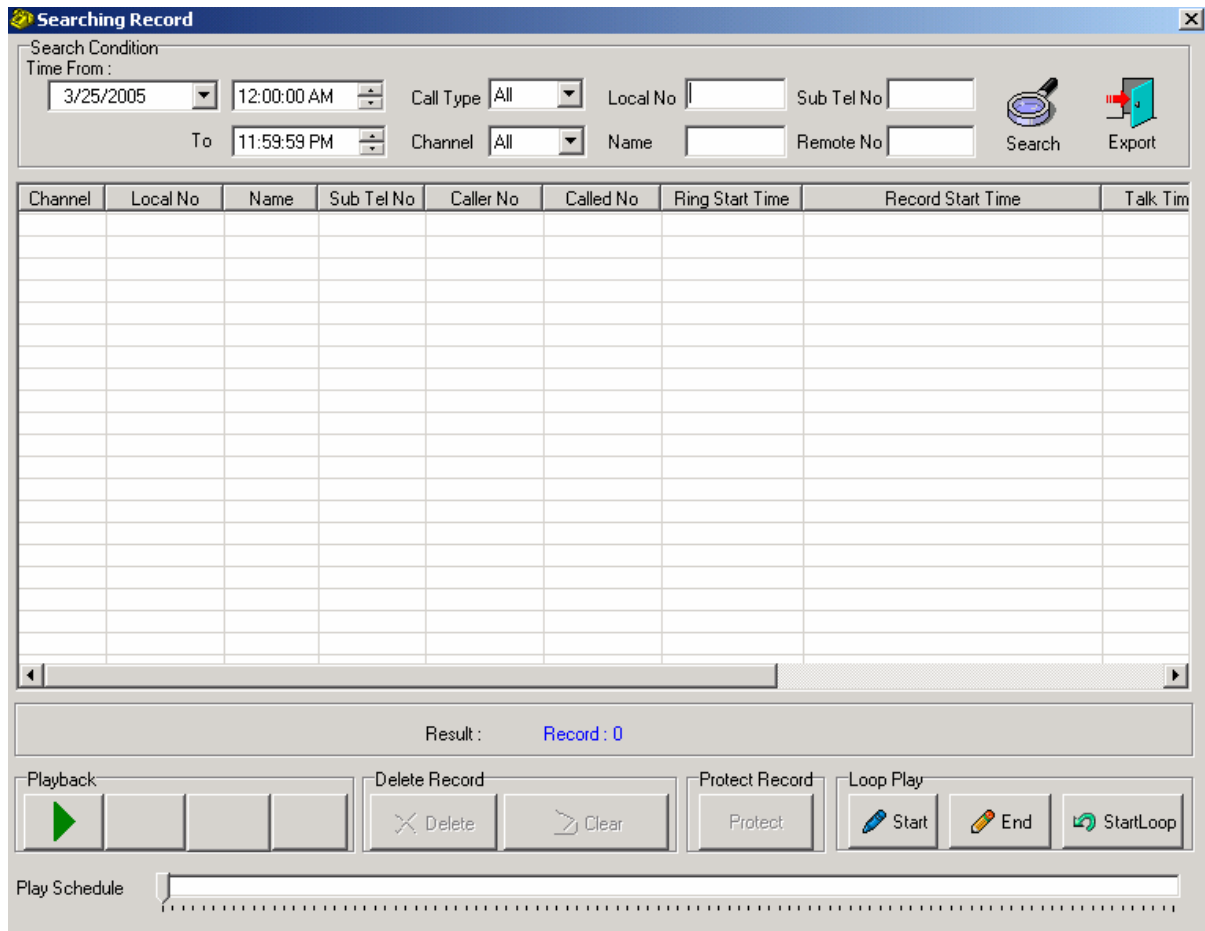 Searching Record
Search Condition
Time From :
3/25/2005 12:00:00 AM Call Type All Local No Sub Tel No
To 11:59:59 PM Channel All Name Remote No Search Export
Channel Local No Name Sub Tel No Caller No Called No Ring Start Time Record Start Time Talk Tim
Result : Record : 0
Playback Delete Record Protect Record Loop Play
Delete Clear Protect Start End StartLoop
Play Schedule